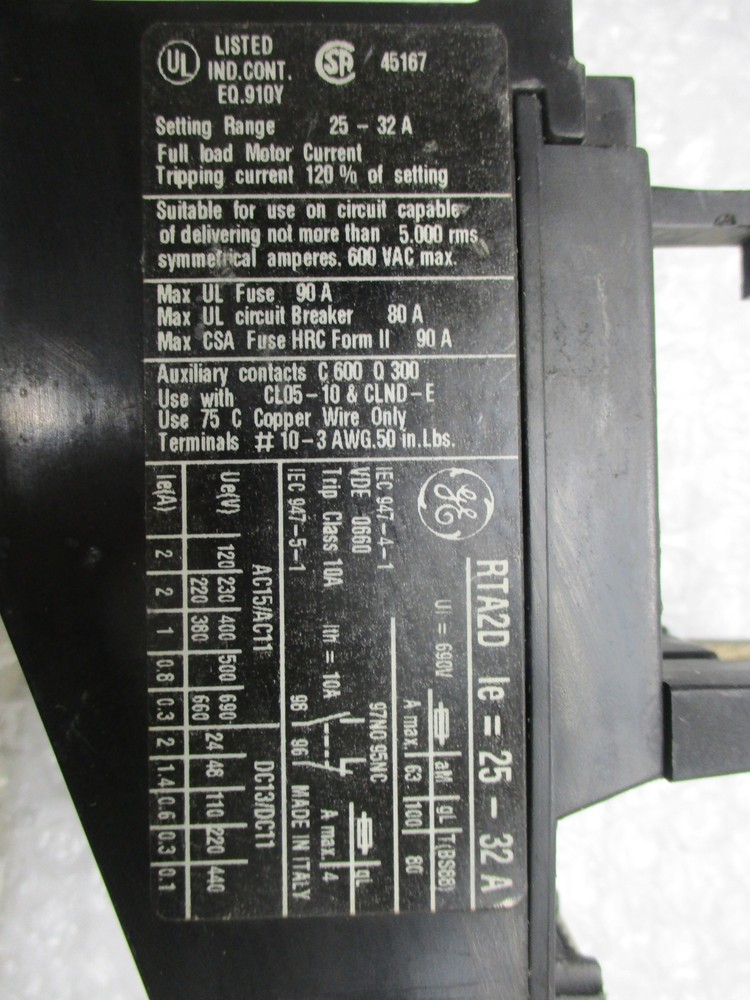 UL
LISTED
IND.CONT.
EQ.910Y
SA 45167
Setting Range 25 - 32 A
Full load Motor Current
Tripping current 120 % of setting
Suitable for use on circuit capable
of delivering not more than 5.000 rms
symmetrical amperes. 600 VAC max.
Max UL Fuse 90 A
Max UL circuit Breaker 80 A
Max CSA Fuse HRC Form II 90 A
Auxiliary contacts C 600 Q 300
Use with CL05-10 & CLND-E
Use 75 C Copper Wire Only
Terminals # 10-3 AWG.50 in.Lbs.
GE
RTA2D Ie = 25 - 32 A
Ui = 690V
aM gL T(BS88)
A max. 63 100 80
IEC 947-4-1
VDE 0660
Trip Class 10A
IEC 947-5-1
Ith = 10A
97NO 95NC
98 96
gL
A max. 4
MADE IN ITALY
AC15/AC11 DC13/DC11
Ue(V) 120 230 400 500 690 24 48 110 220 440
220 380 660
Ie(A) 2 2 1 0.8 0.3 2 1.4 0.6 0.3 0.1